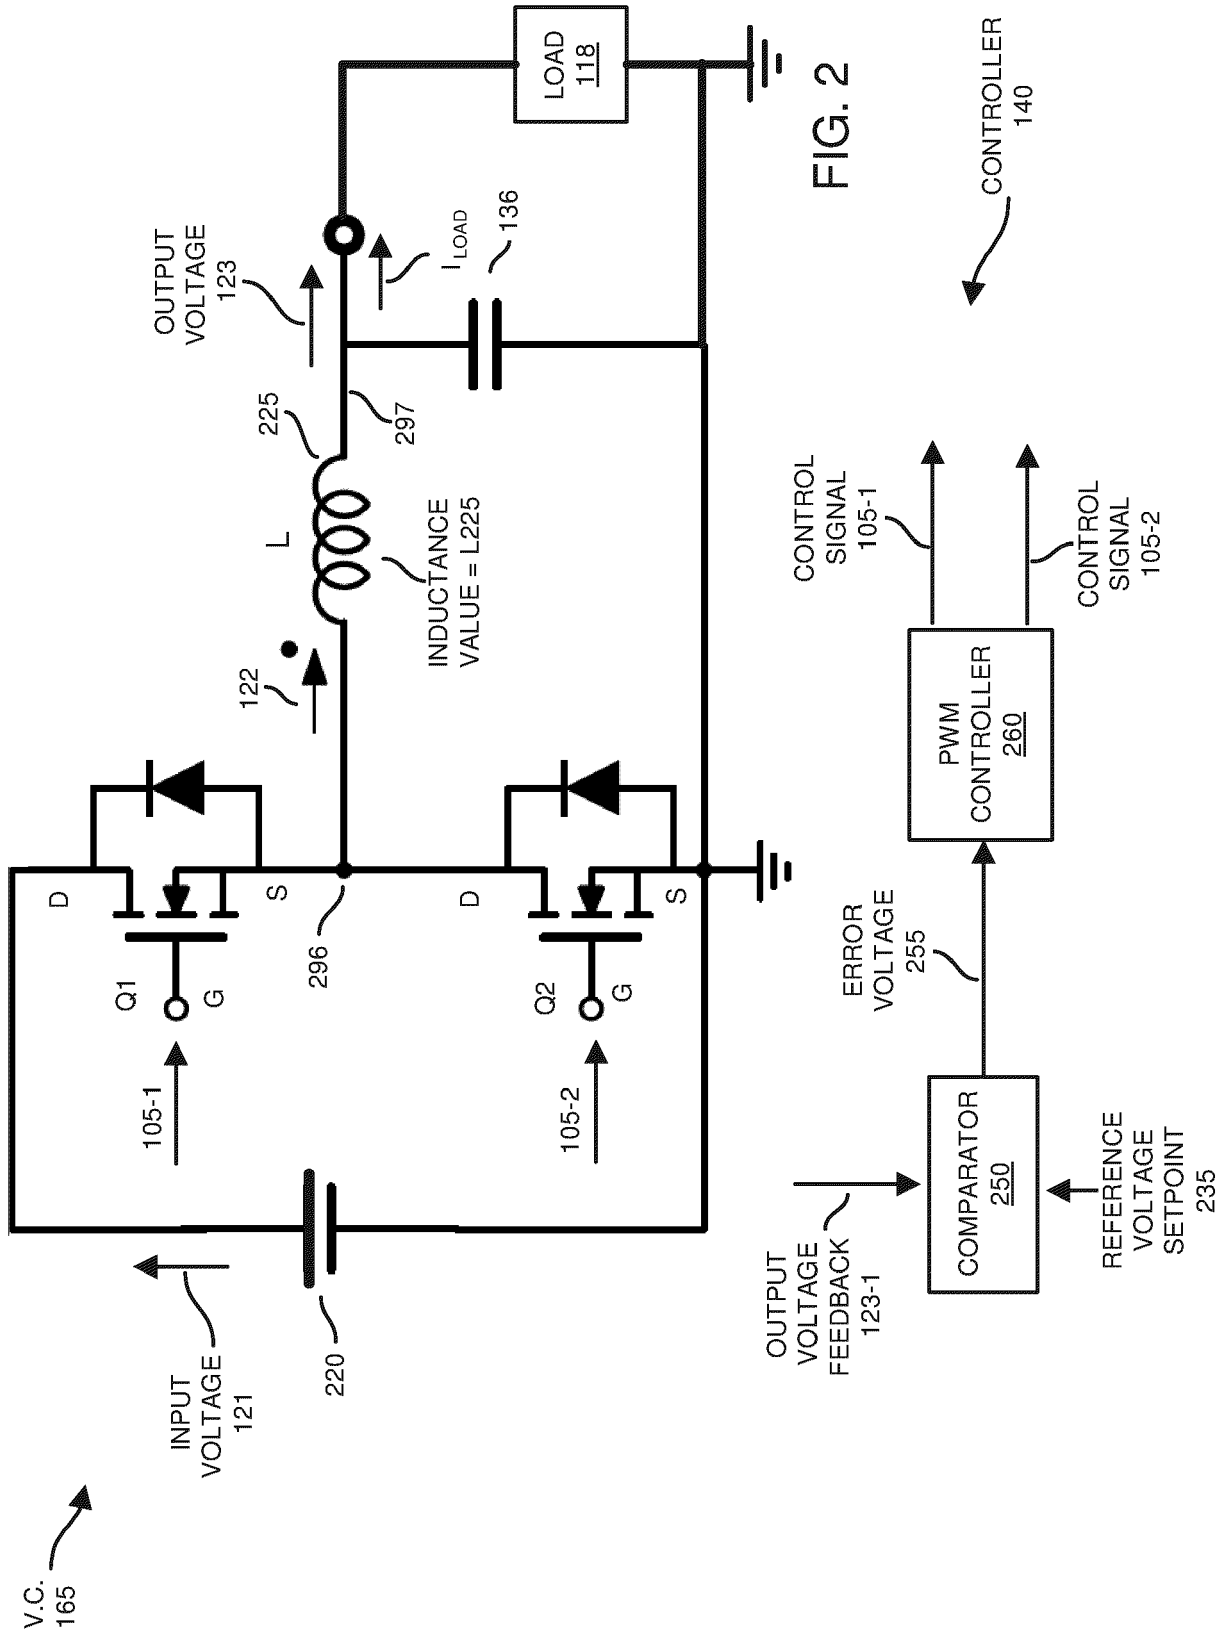 V.C.
165
INPUT
VOLTAGE
121
220
105-1
Q1
G
D
S
296
105-2
Q2
G
D
S
122
L
225
INDUCTANCE
VALUE = L225
297
OUTPUT
VOLTAGE
123
I LOAD
136
LOAD
118
FIG. 2
OUTPUT
VOLTAGE
FEEDBACK
123-1
COMPARATOR
250
REFERENCE
VOLTAGE
SETPOINT
235
ERROR
VOLTAGE
255
PWM
CONTROLLER
260
CONTROL
SIGNAL
105-1
CONTROL
SIGNAL
105-2
CONTROLLER
140